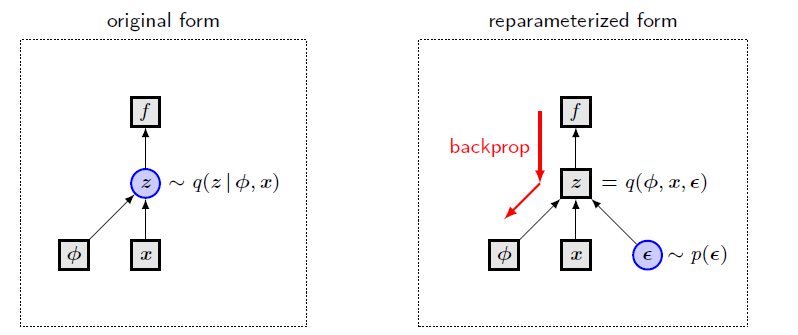 original form
reparameterized form
f
f
backprop
z ∼ q(z | ϕ, x)
z = q(ϕ, x, ϵ)
ϕ
x
ϕ
x
ϵ ∼ p(ϵ)